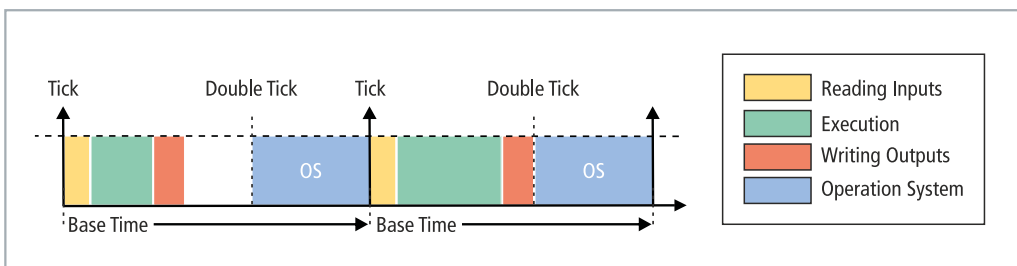 Tick Double Tick Tick Double Tick
OS OS
Base Time Base Time
Reading Inputs
Execution
Writing Outputs
Operation System